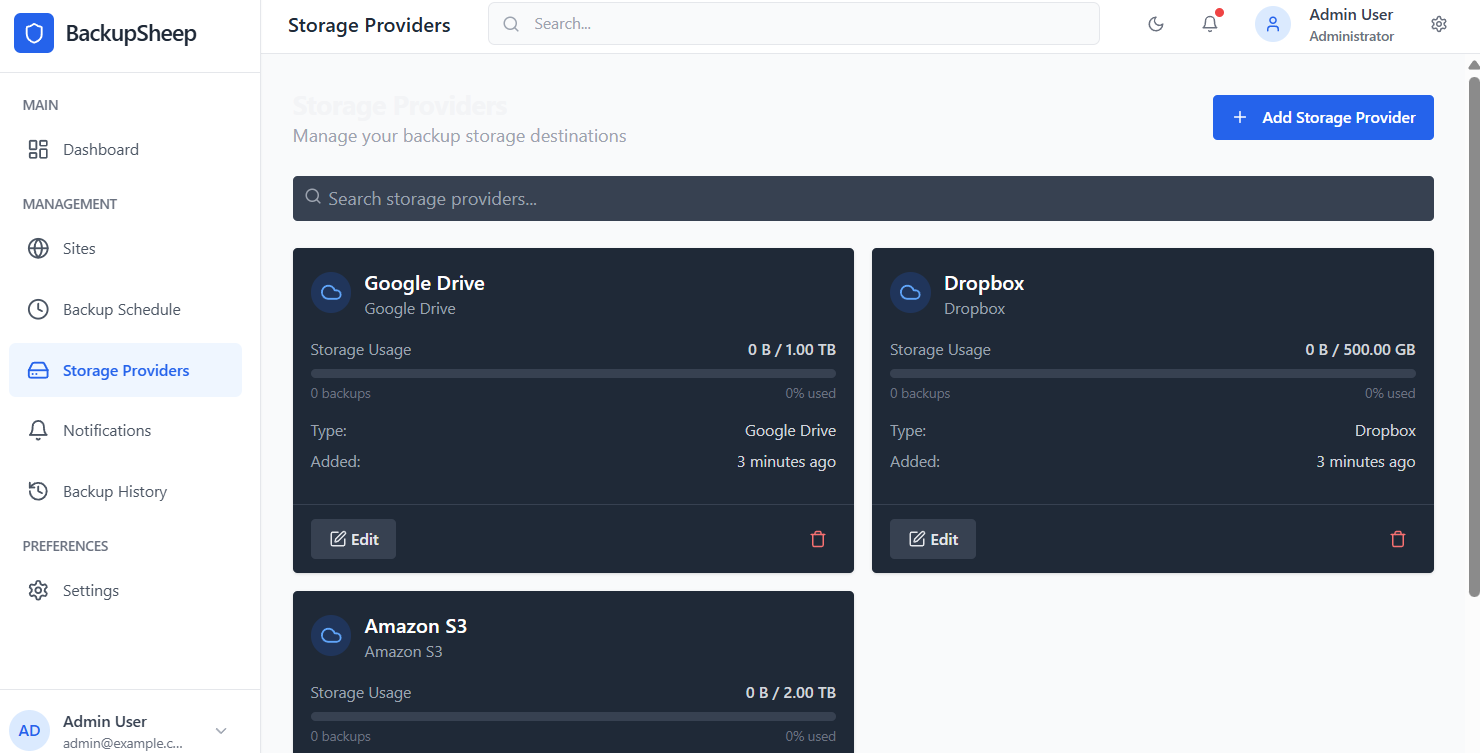 BackupSheep
MAIN
Dashboard
MANAGEMENT
Sites
Backup Schedule
Storage Providers
Notifications
Backup History
PREFERENCES
Settings
AD
Admin User
admin@example.c...
Storage Providers
Search...
Admin User
Administrator
Storage Providers
Manage your backup storage destinations
Add Storage Provider
Search storage providers...
Google Drive
Google Drive
Storage Usage 0 B / 1.00 TB
0 backups 0% used
Type: Google Drive
Added: 3 minutes ago
Edit
Dropbox
Dropbox
Storage Usage 0 B / 500.00 GB
0 backups 0% used
Type: Dropbox
Added: 3 minutes ago
Edit
Amazon S3
Amazon S3
Storage Usage 0 B / 2.00 TB
0 backups 0% used